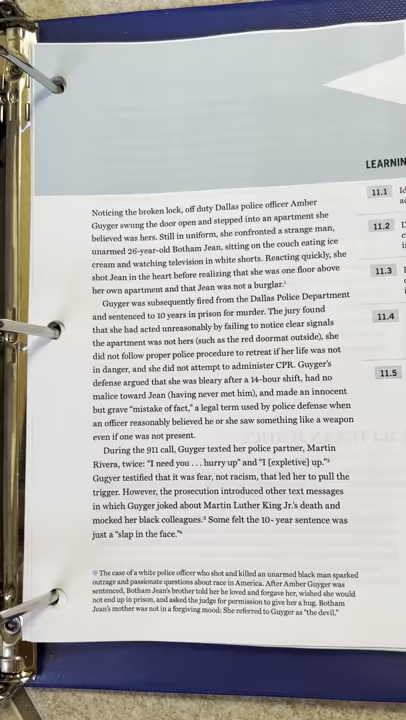 LEARNIN
11.1
11.2
11.3
11.4
11.5
Noticing the broken lock, off duty Dallas police officer Amber
Guyger swung the door open and stepped into an apartment she
believed was hers. Still in uniform, she confronted a strange man,
unarmed 26-year-old Botham Jean, sitting on the couch eating ice
cream and watching television in white shorts. Reacting quickly, she
shot Jean in the heart before realizing that she was one floor above
her own apartment and that Jean was not a burglar.¹
Guyger was subsequently fired from the Dallas Police Department
and sentenced to 10 years in prison for murder. The jury found
that she had acted unreasonably by failing to notice clear signals
the apartment was not hers (such as the red doormat outside), she
did not follow proper police procedure to retreat if her life was not
in danger, and she did not attempt to administer CPR. Guyger's
defense argued that she was bleary after a 14-hour shift, had no
malice toward Jean (having never met him), and made an innocent
but grave "mistake of fact," a legal term used by police defense when
an officer reasonably believed he or she saw something like a weapon
even if one was not present.
During the 911 call, Guyger texted her police partner, Martin
Rivera, twice: "I need you . . . hurry up" and "I [expletive] up."²
Gugyer testified that it was fear, not racism, that led her to pull the
trigger. However, the prosecution introduced other text messages
in which Guyger joked about Martin Luther King Jr.'s death and
mocked her black colleagues.³ Some felt the 10-year sentence was
just a "slap in the face."⁴
The case of a white police officer who shot and killed an unarmed black man sparked
outrage and passionate questions about race in America. After Amber Guyger was
sentenced, Botham Jean's brother told her he loved and forgave her, wished she would
not end up in prison, and asked the judge for permission to give her a hug. Botham
Jean's mother was not in a forgiving mood: She referred to Guyger as "the devil."